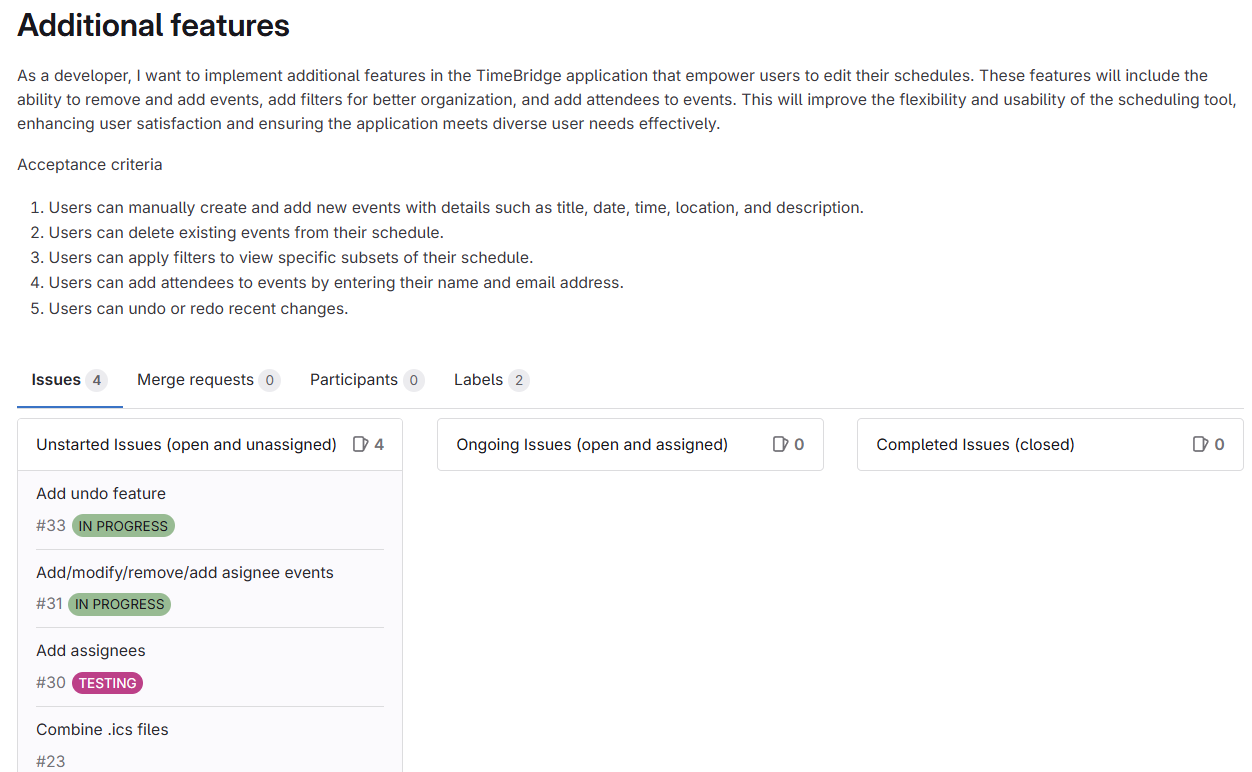 Additional features
As a developer, I want to implement additional features in the TimeBridge application that empower users to edit their schedules. These features will include the
ability to remove and add events, add filters for better organization, and add attendees to events. This will improve the flexibility and usability of the scheduling tool,
enhancing user satisfaction and ensuring the application meets diverse user needs effectively.
Acceptance criteria
1. Users can manually create and add new events with details such as title, date, time, location, and description.
2. Users can delete existing events from their schedule.
3. Users can apply filters to view specific subsets of their schedule.
4. Users can add attendees to events by entering their name and email address.
5. Users can undo or redo recent changes.
Issues 4 Merge requests 0 Participants 0 Labels 2
Unstarted Issues (open and unassigned) 4
Ongoing Issues (open and assigned) 0
Completed Issues (closed) 0
Add undo feature
#33 IN PROGRESS
Add/modify/remove/add asignee events
#31 IN PROGRESS
Add assignees
#30 TESTING
Combine .ics files
#23